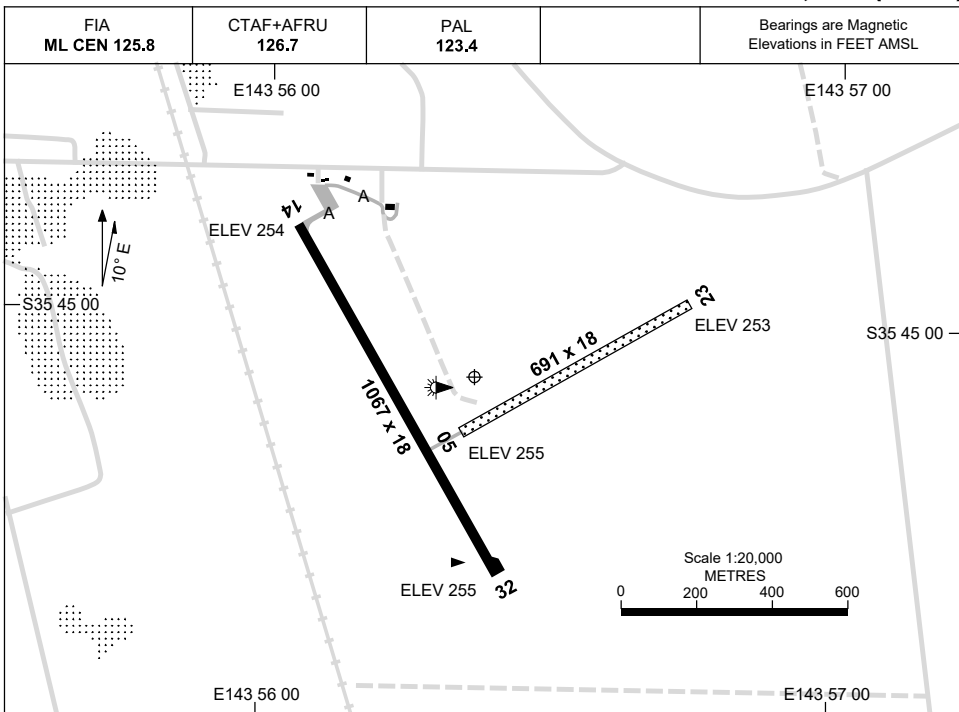 FIA
ML CEN 125.8
CTAF+AFRU
126.7
PAL
123.4
Bearings are Magnetic
Elevations in FEET AMSL
E143 56 00
E143 57 00
A
A
14
ELEV 254
10° E
S35 45 00
23
ELEV 253
S35 45 00
691 x 18
1067 x 18
05
ELEV 255
Scale 1:20,000
METRES
ELEV 255
32
0 200 400 600
E143 56 00
E143 57 00